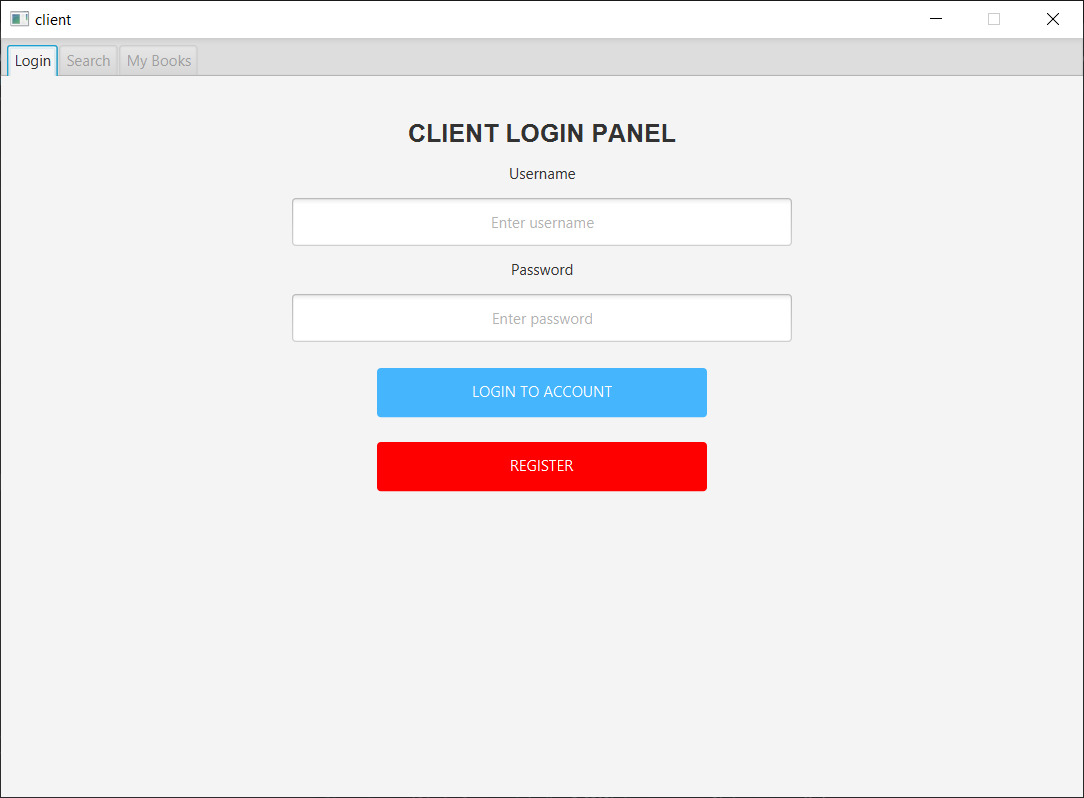 client
Login Search My Books
CLIENT LOGIN PANEL
Username
Enter username
Password
Enter password
LOGIN TO ACCOUNT
REGISTER